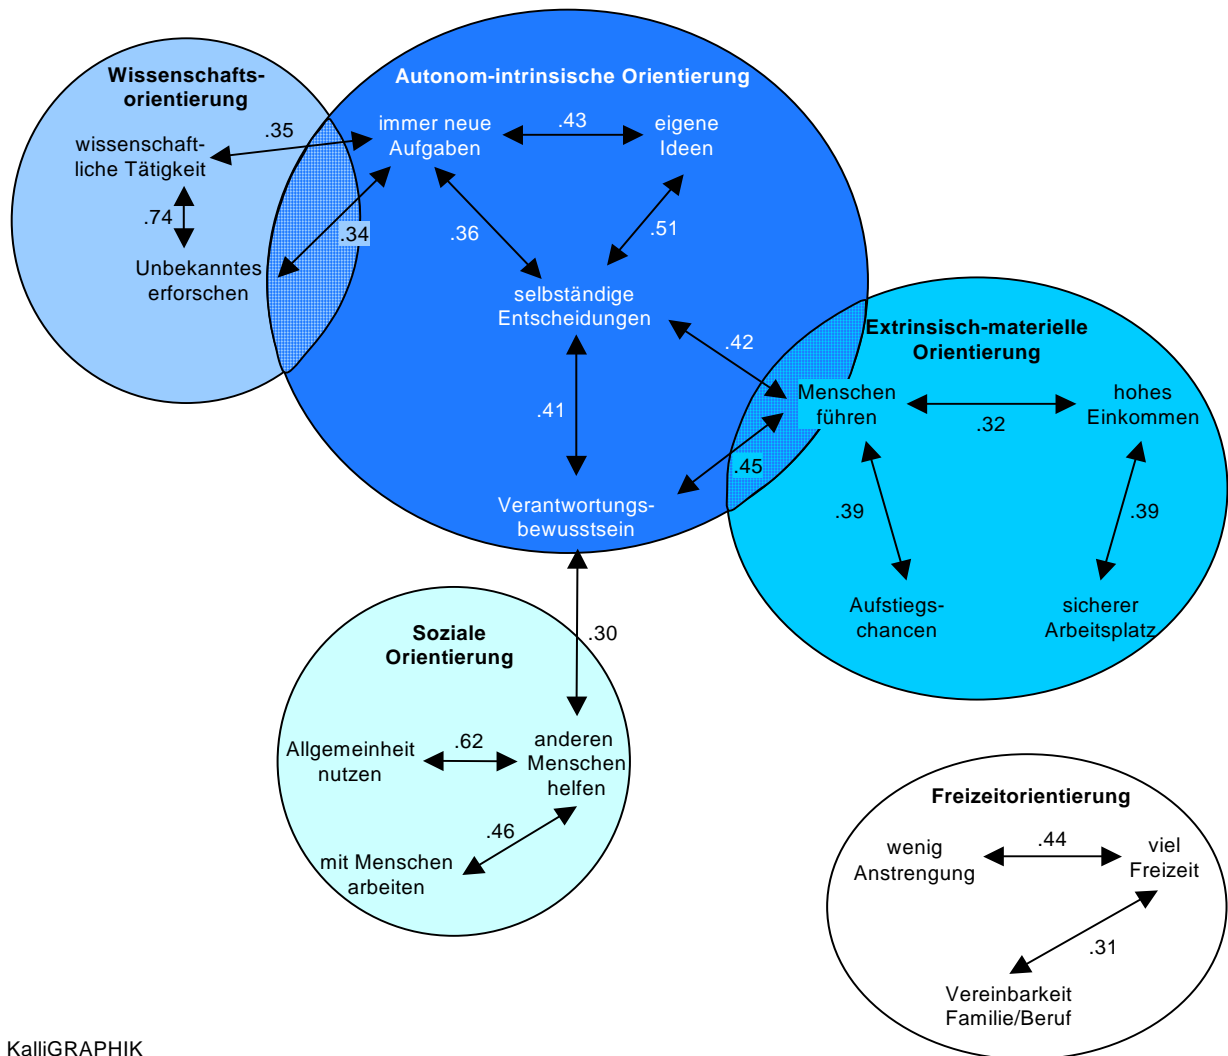 Wissenschafts-
orientierung
wissenschaft-
liche Tätigkeit
.74
Unbekanntes
erforschen
.35
.34
Autonom-intrinsische Orientierung
immer neue
Aufgaben
.43
eigene
Ideen
.36
.51
selbständige
Entscheidungen
.42
.41
.45
Verantwortungs-
bewusstsein
Extrinsisch-materielle
Orientierung
Menschen
führen
.32
hohes
Einkommen
.39
.39
Aufstiegs-
chancen
sicherer
Arbeitsplatz
.30
Soziale
Orientierung
Allgemeinheit
nutzen
.62
anderen
Menschen
helfen
.46
mit Menschen
arbeiten
Freizeitorientierung
wenig
Anstrengung
.44
viel
Freizeit
.31
Vereinbarkeit
Familie/Beruf
KalliGRAPHIK